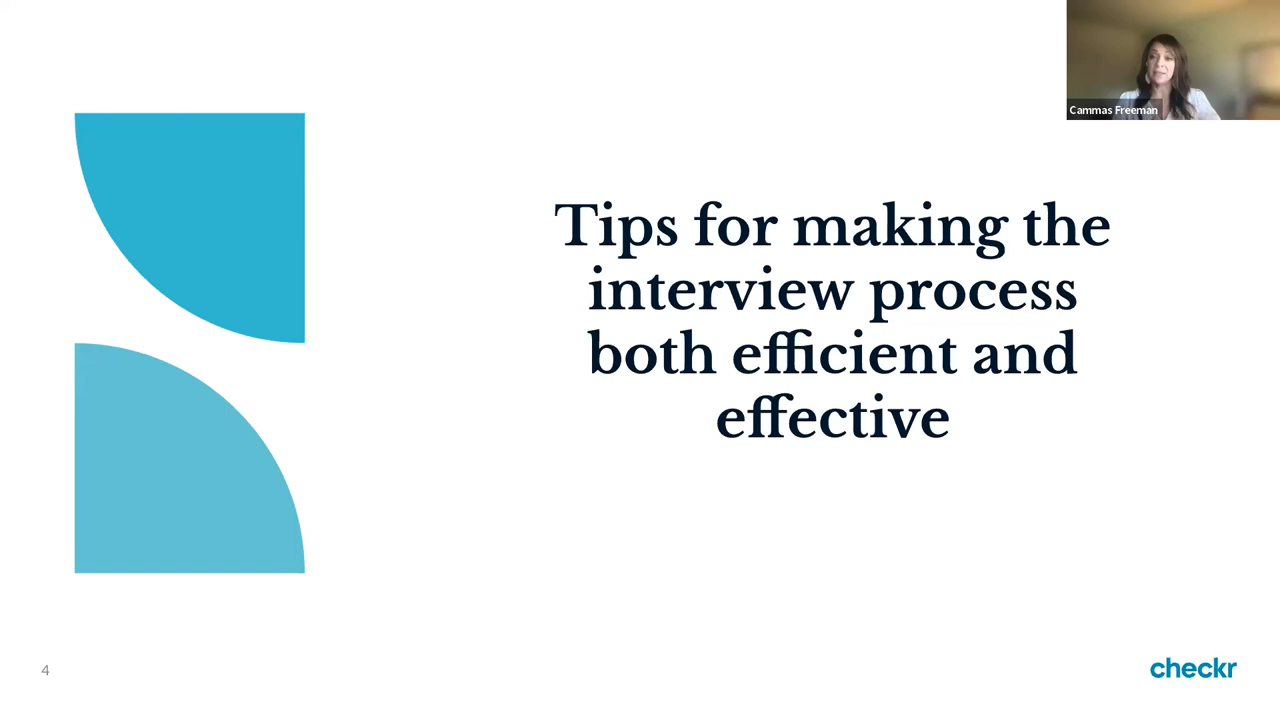 Cammas Freeman
Tips for making the
interview process
both efficient and
effective
4
checkr